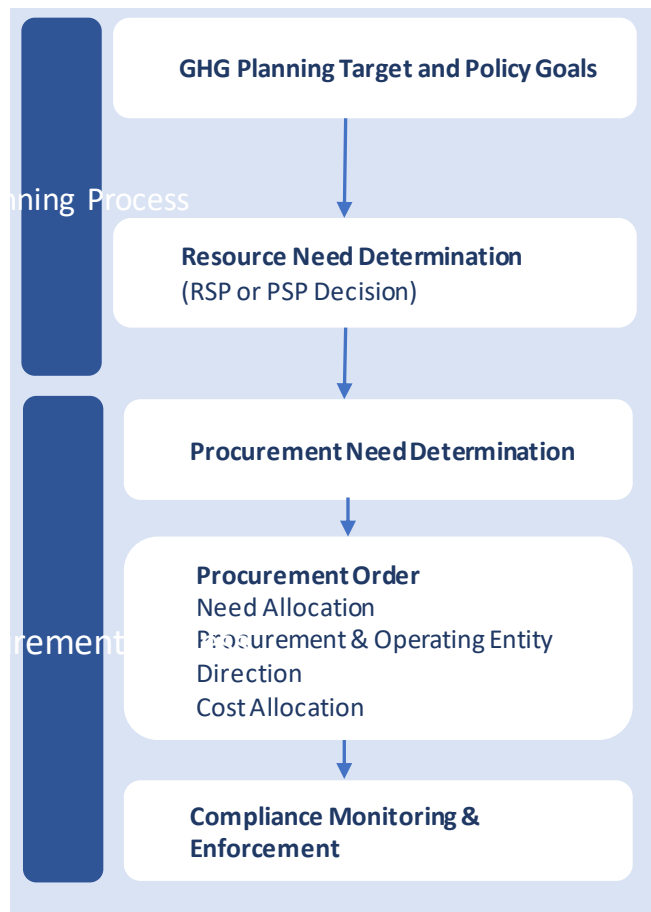 GHG Planning Target and Policy Goals
nning Process
Resource Need Determination
(RSP or PSP Decision)
Procurement Need Determination
Procurement Order
Need Allocation
Procurement & Operating Entity
urement
Direction
Cost Allocation
Compliance Monitoring &
Enforcement